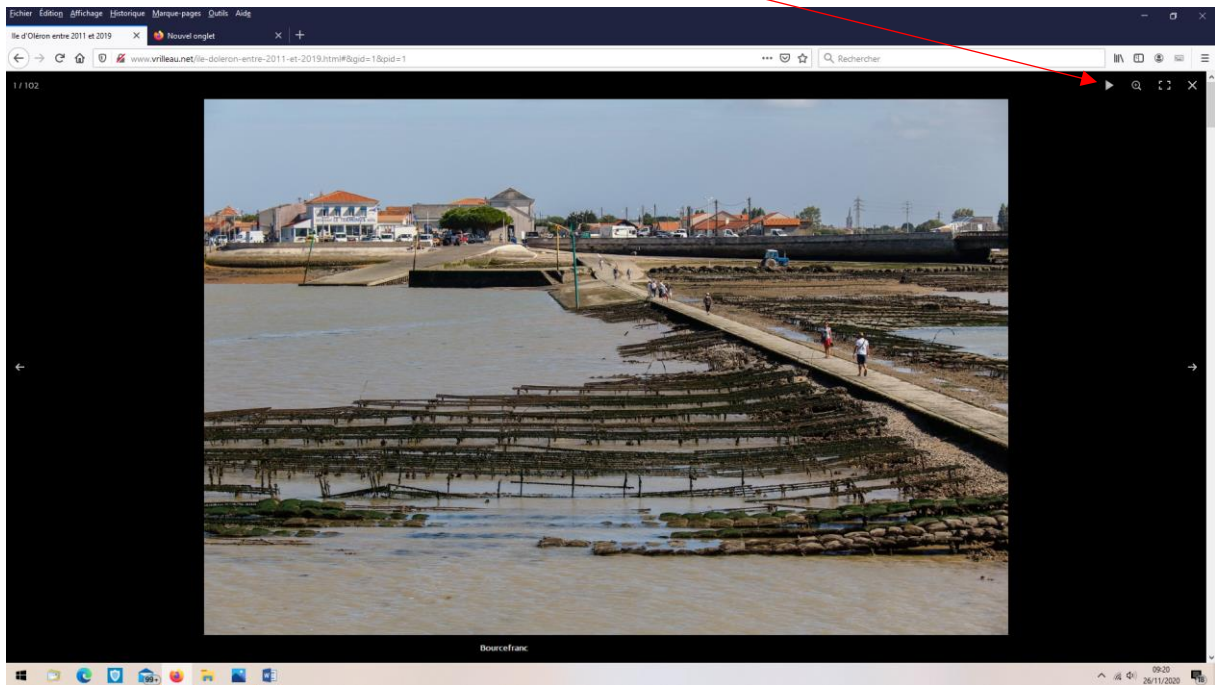 Fichier Édition Affichage Historique Marque-pages Outils Aide
Ile d'Oléron entre 2011 et 2019
Nouvel onglet
www.vrilleau.net/ile-doleron-entre-2011-et-2019.html#&gid=1&pid=1
Rechercher
1 / 102
Bourcefranc
99+
09:20
26/11/2020
18